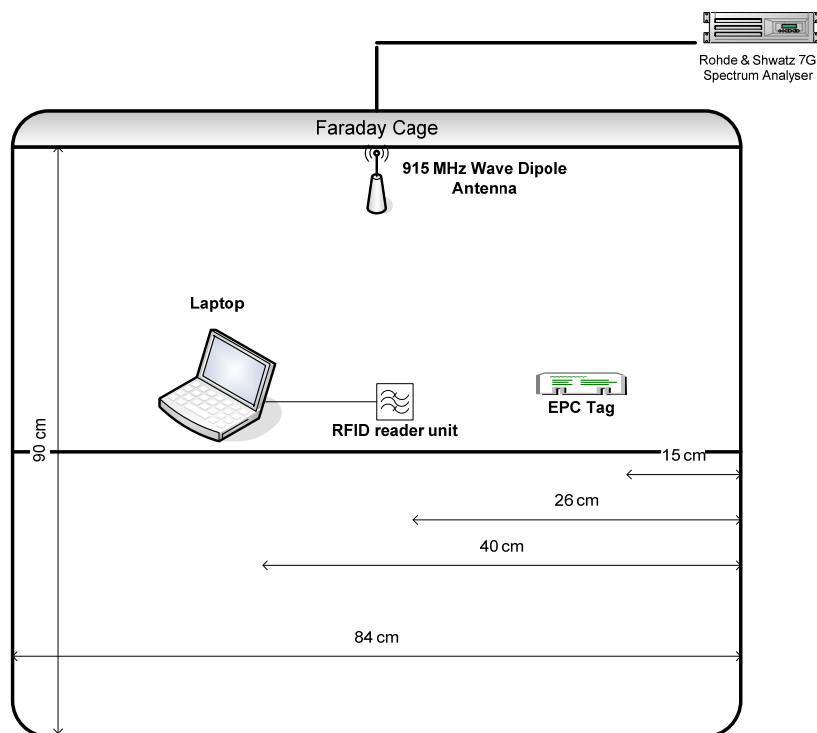 Rohde & Shwatz 7G
Spectrum Analyser
Faraday Cage
915 MHz Wave Dipole
Antenna
Laptop
EPC Tag
RFID reader unit
90 cm
15 cm
26 cm
40 cm
84 cm